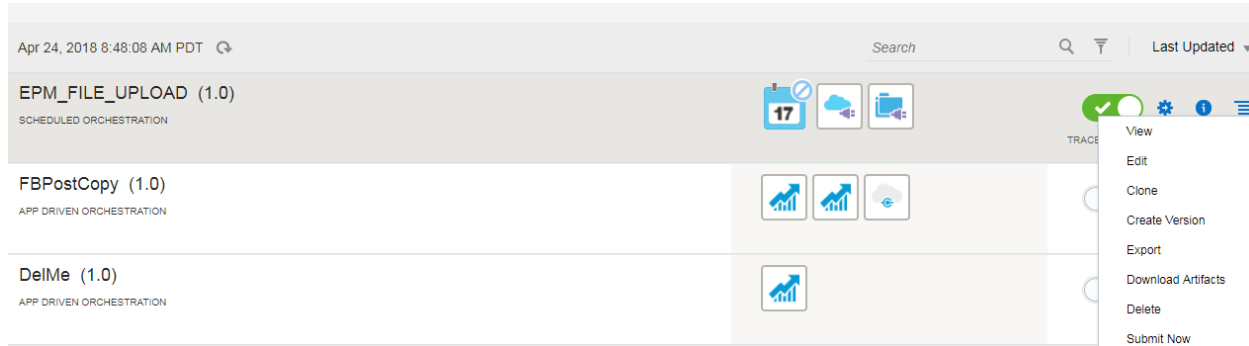 Apr 24, 2018 8:48:08 AM PDT Search Last Updated
EPM_FILE_UPLOAD (1.0)
SCHEDULED ORCHESTRATION
17
FBPostCopy (1.0)
APP DRIVEN ORCHESTRATION
DelMe (1.0)
APP DRIVEN ORCHESTRATION
View
Edit
Clone
Create Version
Export
Download Artifacts
Delete
Submit Now